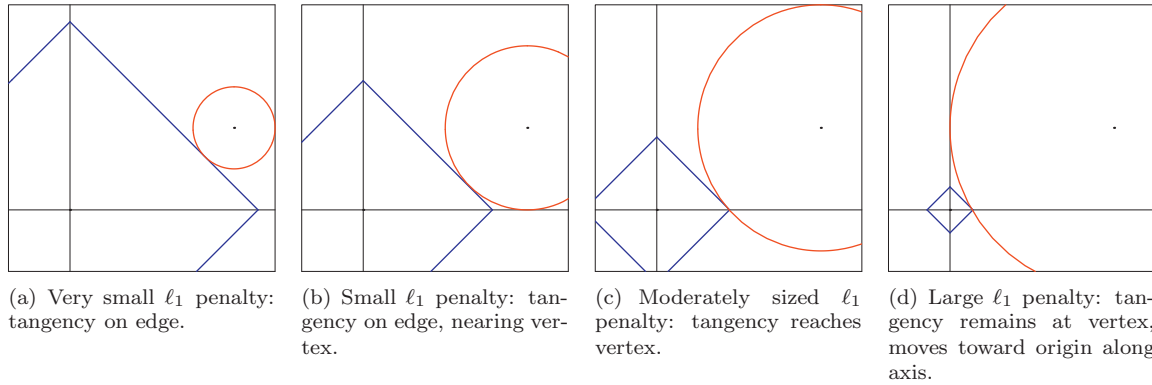 (a) Very small ℓ₁ penalty:
tangency on edge.
(b) Small ℓ₁ penalty: tan-
gency on edge, nearing ver-
tex.
(c) Moderately sized ℓ₁
penalty: tangency reaches
vertex.
(d) Large ℓ₁ penalty: tan-
gency remains at vertex,
moves toward origin along
axis.